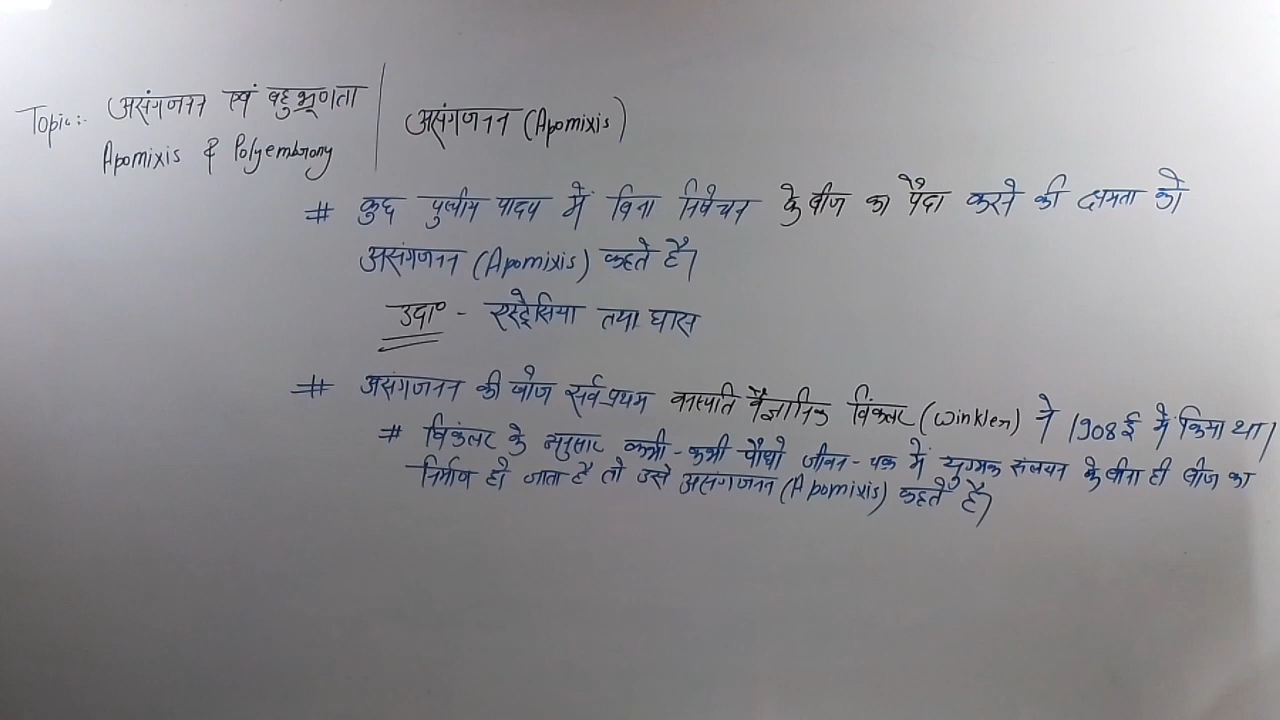 Topic:- असंगजनन एवं बहुभ्रूणता
Apomixis & Polyembrony
असंगजनन (Apomixis)
# कुछ पुष्पीय पादप में बिना निषेचन के बीज का पैदा करने की क्षमता को
असंगजनन (Apomixis) कहते है।
उदा० - एस्ट्रेसिया तथा घास
# असंगजनन की खोज सर्वप्रथम वनस्पति वैज्ञानिक विंकलर (Winkler) ने 1908 ई में किया था।
# विंकलर के अनुसार कभी-कभी पौधो जीवन-चक्र में युग्मक संलयन के बीना ही बीज का
निर्माण हो जाता है तो उसे असंगजनन (Apomixis) कहते है।